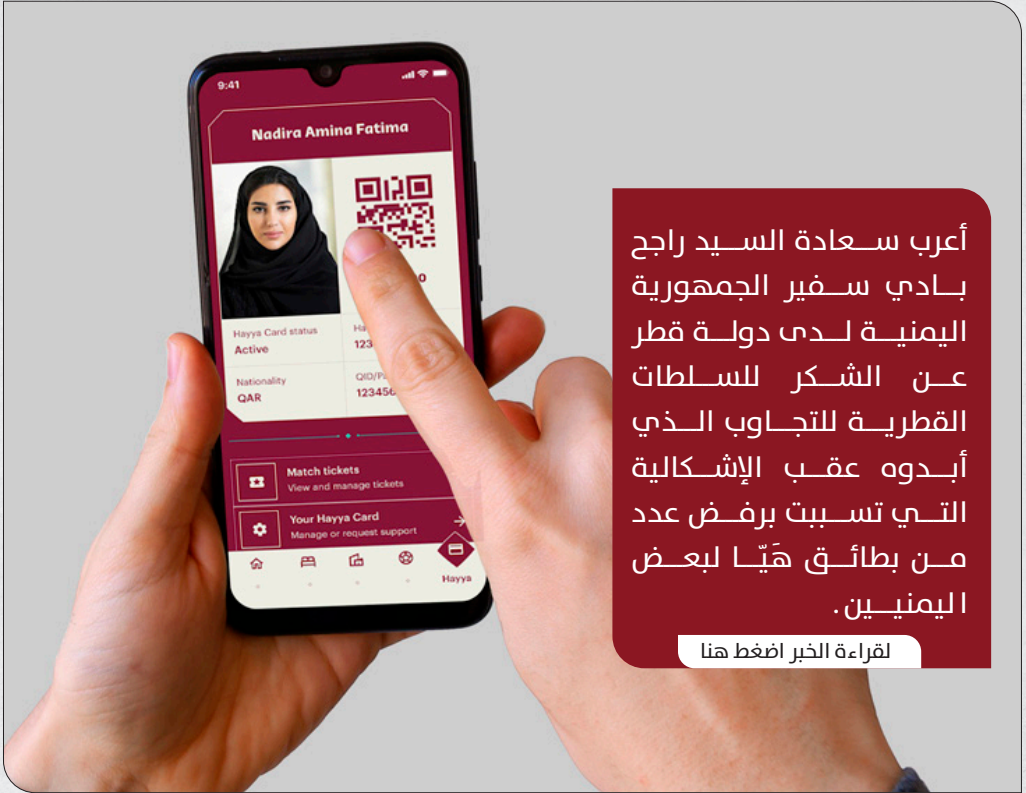 9:41
Nadira Amina Fatima
Hayya Card status
Active
Nationality
QAR
123
123456
Match tickets
View and manage tickets
Your Hayya Card
Manage or request support
Hayya
أعرب سعادة السيد راجح
بادي سفير الجمهورية
اليمنية لدى دولة قطر
عن الشكر للسلطات
القطرية للتجاوب الذي
أبدوه عقب الإشكالية
التي تسببت برفض عدد
من بطائق هَيّا لبعض
اليمنيين.
لقراءة الخبر اضغط هنا